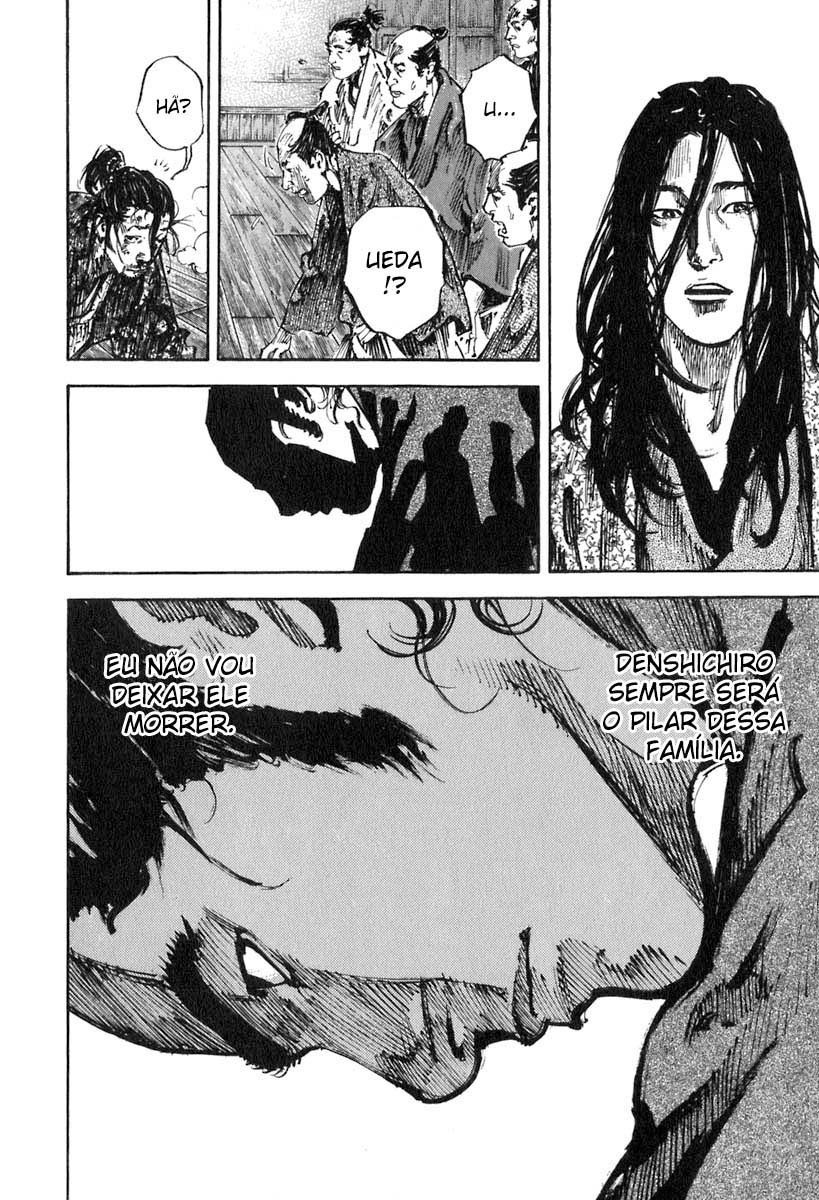 U...
UEDA
!?
HÃ?
DENSHICHIRO
SEMPRE SERÁ
O PILAR DESSA
FAMÍLIA.
EU NÃO VOU
DEIXAR ELE
MORRER.